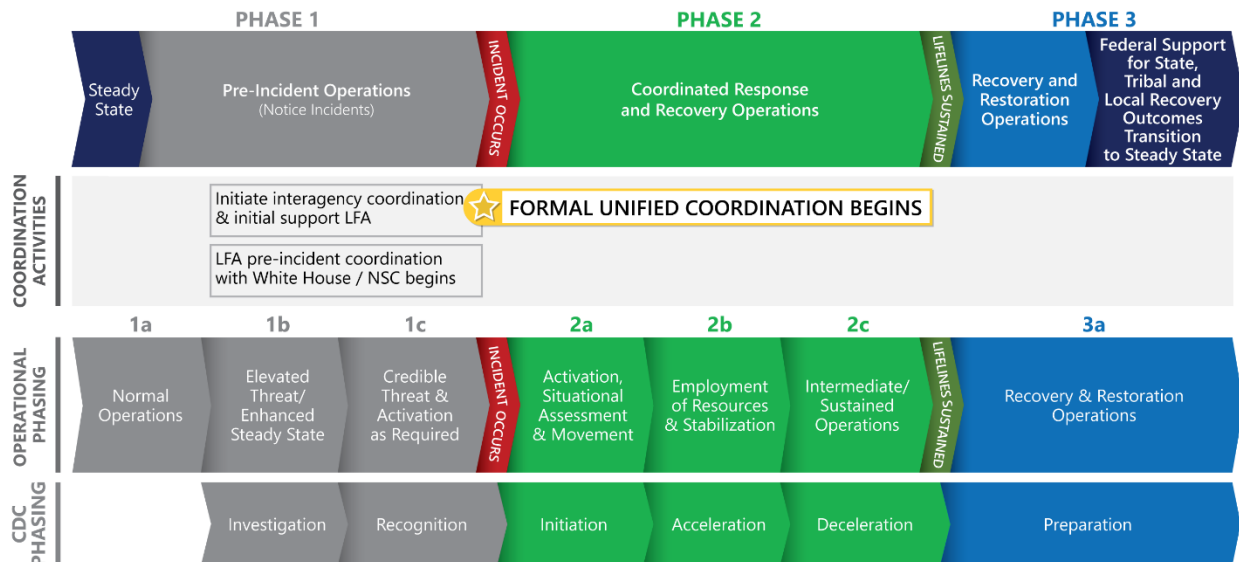 PHASE 1
PHASE 2
PHASE 3
Steady
State
Pre-Incident Operations
(Notice Incidents)
INCIDENT OCCURS
Coordinated Response
and Recovery Operations
LIFELINES SUSTAINED
Recovery and
Restoration
Operations
Federal Support
for State,
Tribal and
Local Recovery
Outcomes
Transition
to Steady State
COORDINATION
ACTIVITIES
Initiate interagency coordination
& initial support LFA
FORMAL UNIFIED COORDINATION BEGINS
LFA pre-incident coordination
with White House / NSC begins
1a
1b
1c
2a
2b
2c
3a
OPERATIONAL
PHASING
Normal
Operations
Elevated
Threat/
Enhanced
Steady State
Credible
Threat &
Activation
as Required
INCIDENT OCCURS
Activation,
Situational
Assessment
& Movement
Employment
of Resources
& Stabilization
Intermediate/
Sustained
Operations
LIFELINES SUSTAINED
Recovery & Restoration
Operations
CDC
PHASING
Investigation
Recognition
Initiation
Acceleration
Deceleration
Preparation